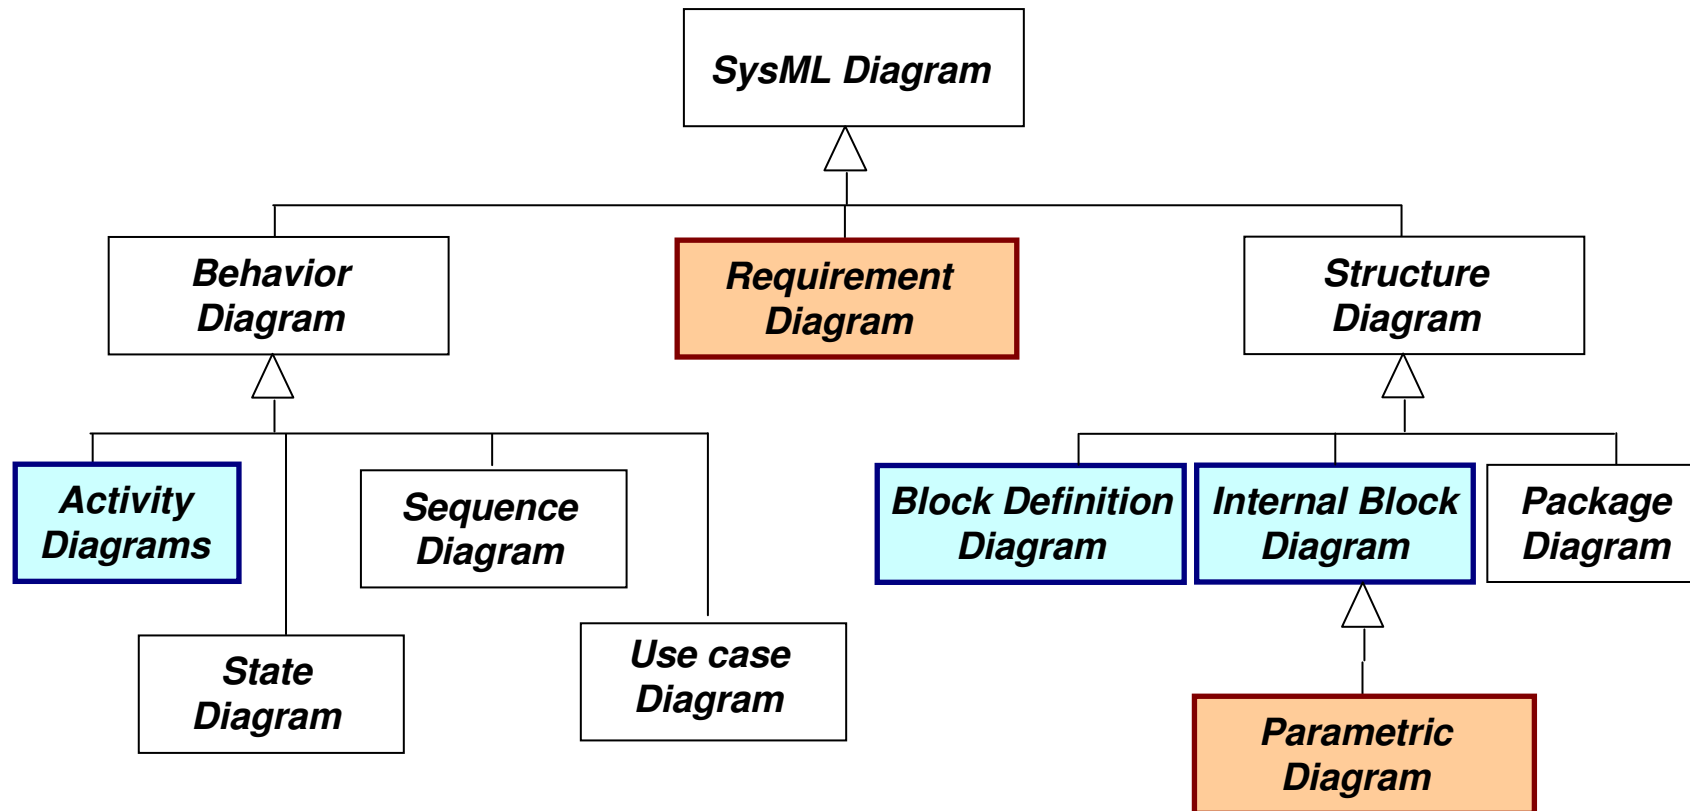 SysML Diagram
Behavior
Diagram
Requirement
Diagram
Structure
Diagram
Activity
Diagrams
Sequence
Diagram
Block Definition
Diagram
Internal Block
Diagram
Package
Diagram
State
Diagram
Use case
Diagram
Parametric
Diagram